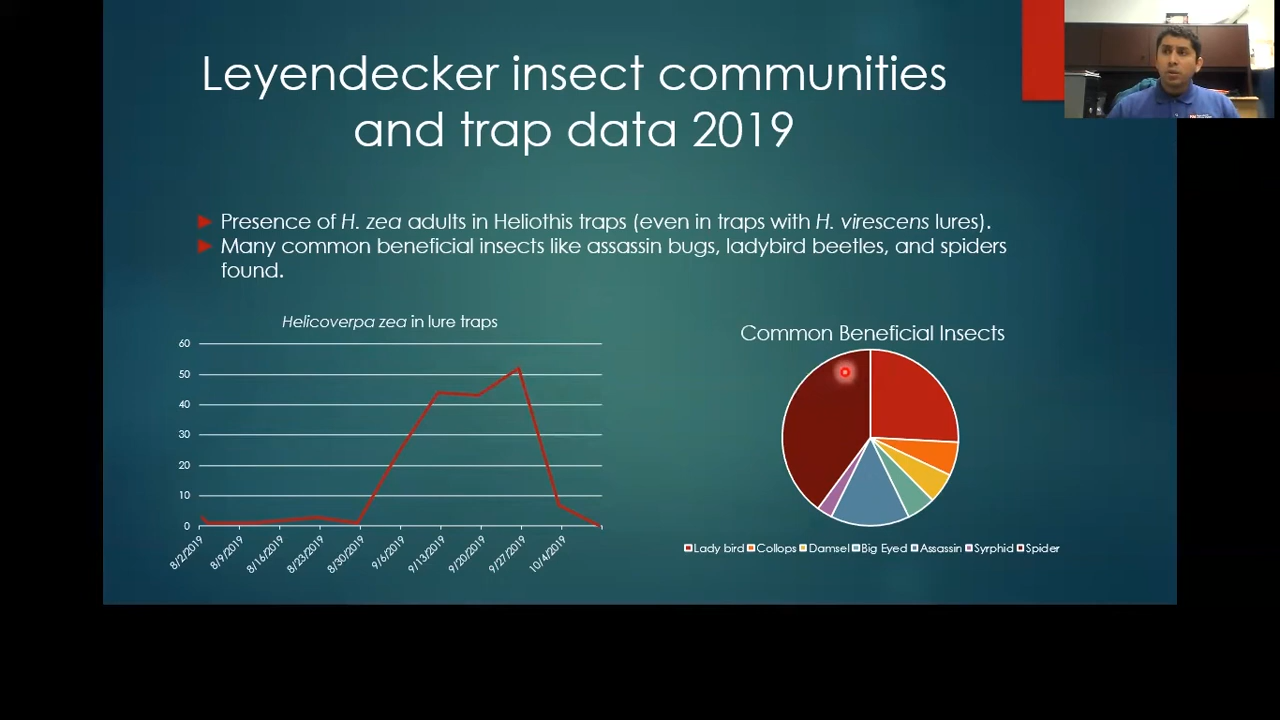 Leyendecker insect communities
and trap data 2019
Presence of H. zea adults in Heliothis traps (even in traps with H. virescens lures).
Many common beneficial insects like assassin bugs, ladybird beetles, and spiders
found.
Helicoverpa zea in lure traps
60
50
40
30
20
10
0
8/2/2019
8/9/2019
8/16/2019
8/23/2019
8/30/2019
9/6/2019
9/13/2019
9/20/2019
9/27/2019
10/4/2019
Common Beneficial Insects
Lady bird Collops Damsel Big Eyed Assassin Syrphid Spider